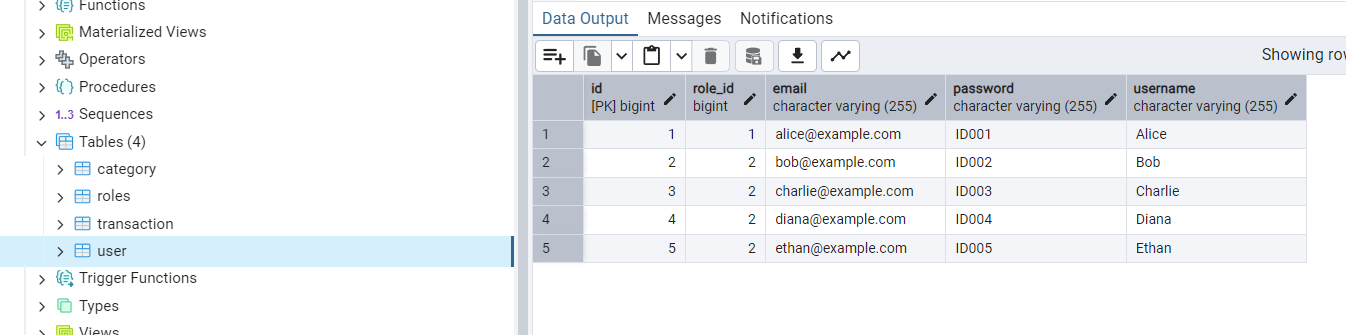 Functions
Materialized Views
Operators
Procedures
1..3 Sequences
Tables (4)
category
roles
transaction
user
Trigger Functions
Types
Views
Data Output Messages Notifications
Showing row
id role_id email password username
[PK] bigint bigint character varying (255) character varying (255) character varying (255)
1 1 1 alice@example.com ID001 Alice
2 2 2 bob@example.com ID002 Bob
3 3 2 charlie@example.com ID003 Charlie
4 4 2 diana@example.com ID004 Diana
5 5 2 ethan@example.com ID005 Ethan